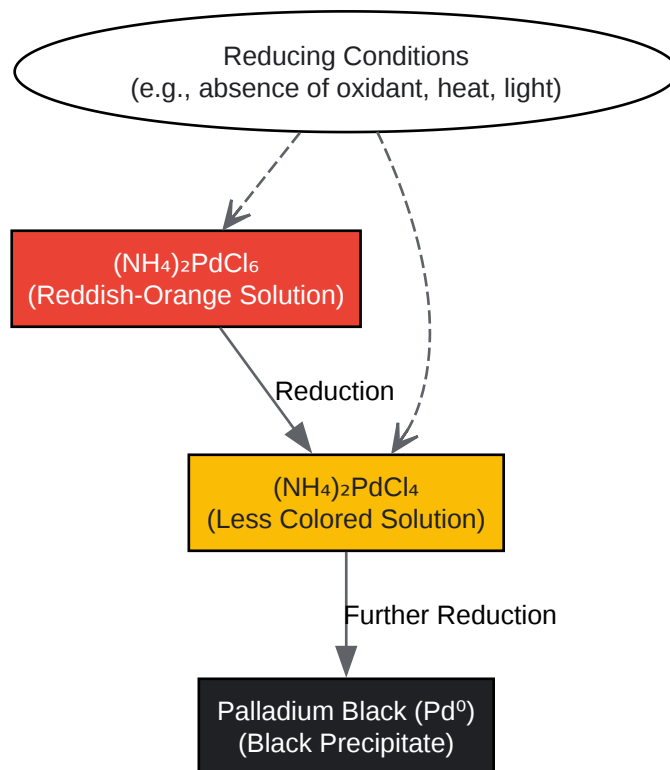 Reducing Conditions
(e.g., absence of oxidant, heat, light)
(NH₄)₂PdCl₆
(Reddish-Orange Solution)
Reduction
(NH₄)₂PdCl₄
(Less Colored Solution)
Further Reduction
Palladium Black (Pd⁰)
(Black Precipitate)